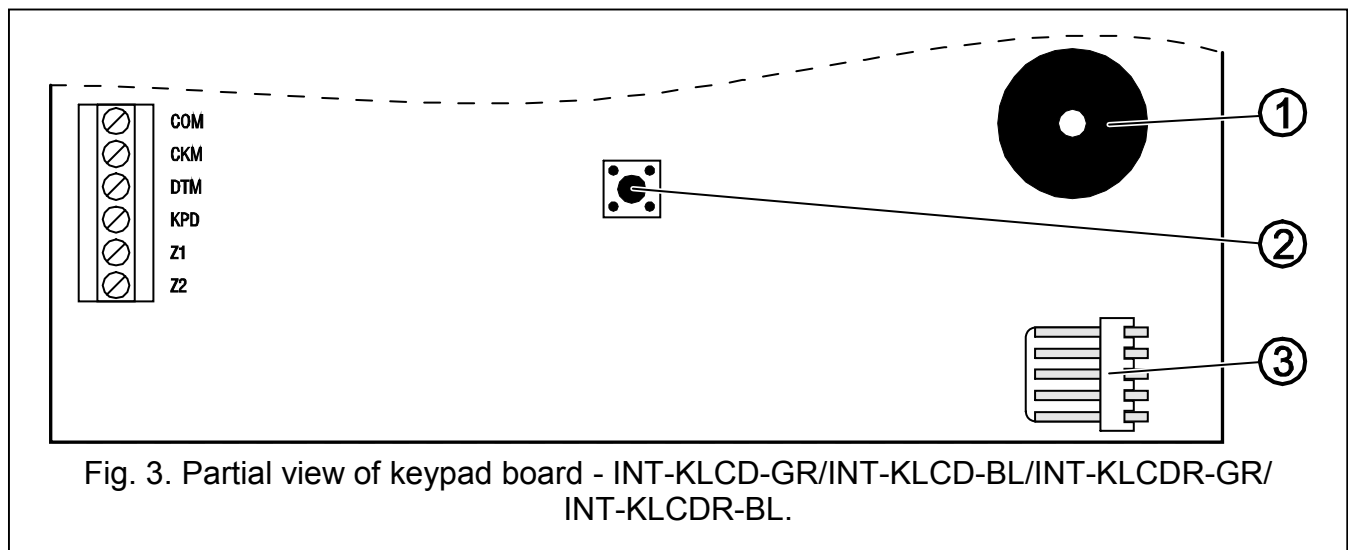 COM
CKM
DTM
KPD
Z1
Z2
1
2
3
Fig. 3. Partial view of keypad board - INT-KLCD-GR/INT-KLCD-BL/INT-KLCDR-GR/
INT-KLCDR-BL.